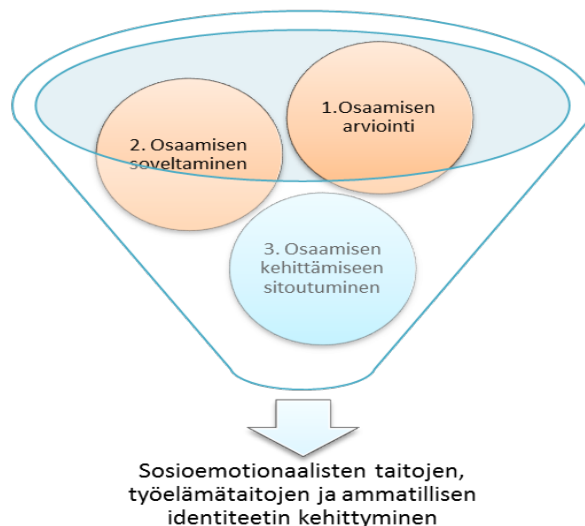 1.Osaamisen
arviointi
2. Osaamisen
soveltaminen
3. Osaamisen
kehittämiseen
sitoutuminen
Sosioemotionaalisten taitojen,
työelämätaitojen ja ammatillisen
identiteetin kehittyminen